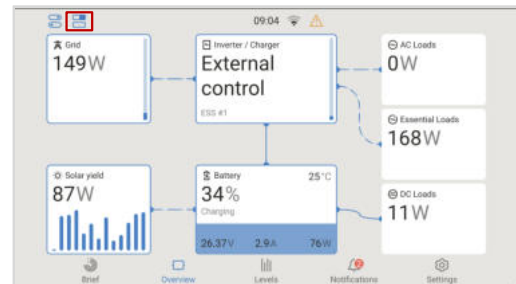 09:04
Grid
149W
Inverter / Charger
External
control
ESS #1
AC Loads
0W
Essential Loads
168W
Solar yield
87W
Battery
25°C
34%
Charging
26.37V
2.9A
76W
DC Loads
11W
Brief
Overview
Levels
2
Notifications
Settings